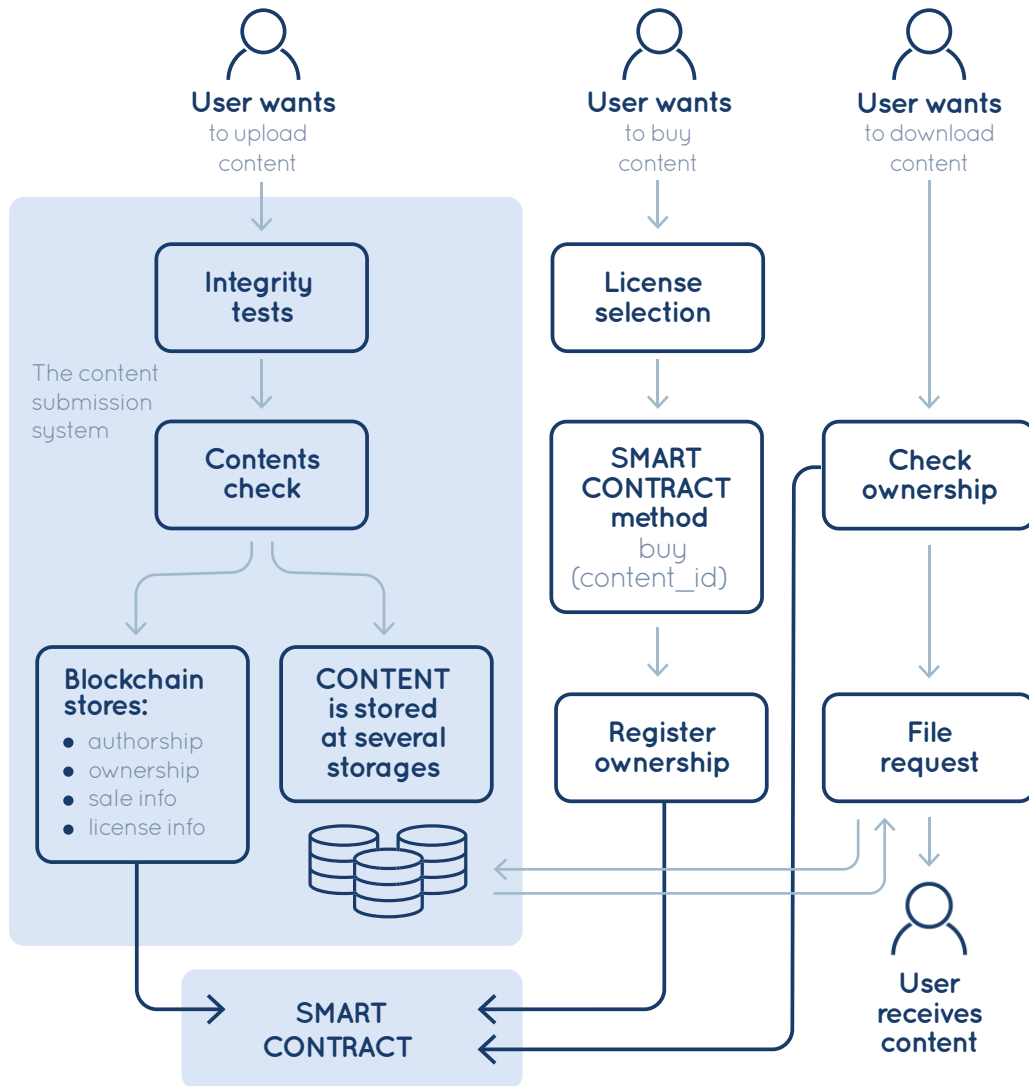 User wants
to upload
content
User wants
to buy
content
User wants
to download
content
Integrity
tests
License
selection
The content
submission
system
Contents
check
SMART
CONTRACT
method
buy
(content_id)
Check
ownership
Blockchain
stores:
authorship
ownership
sale info
license info
CONTENT
is stored
at several
storages
Register
ownership
File
request
User
receives
content
SMART
CONTRACT